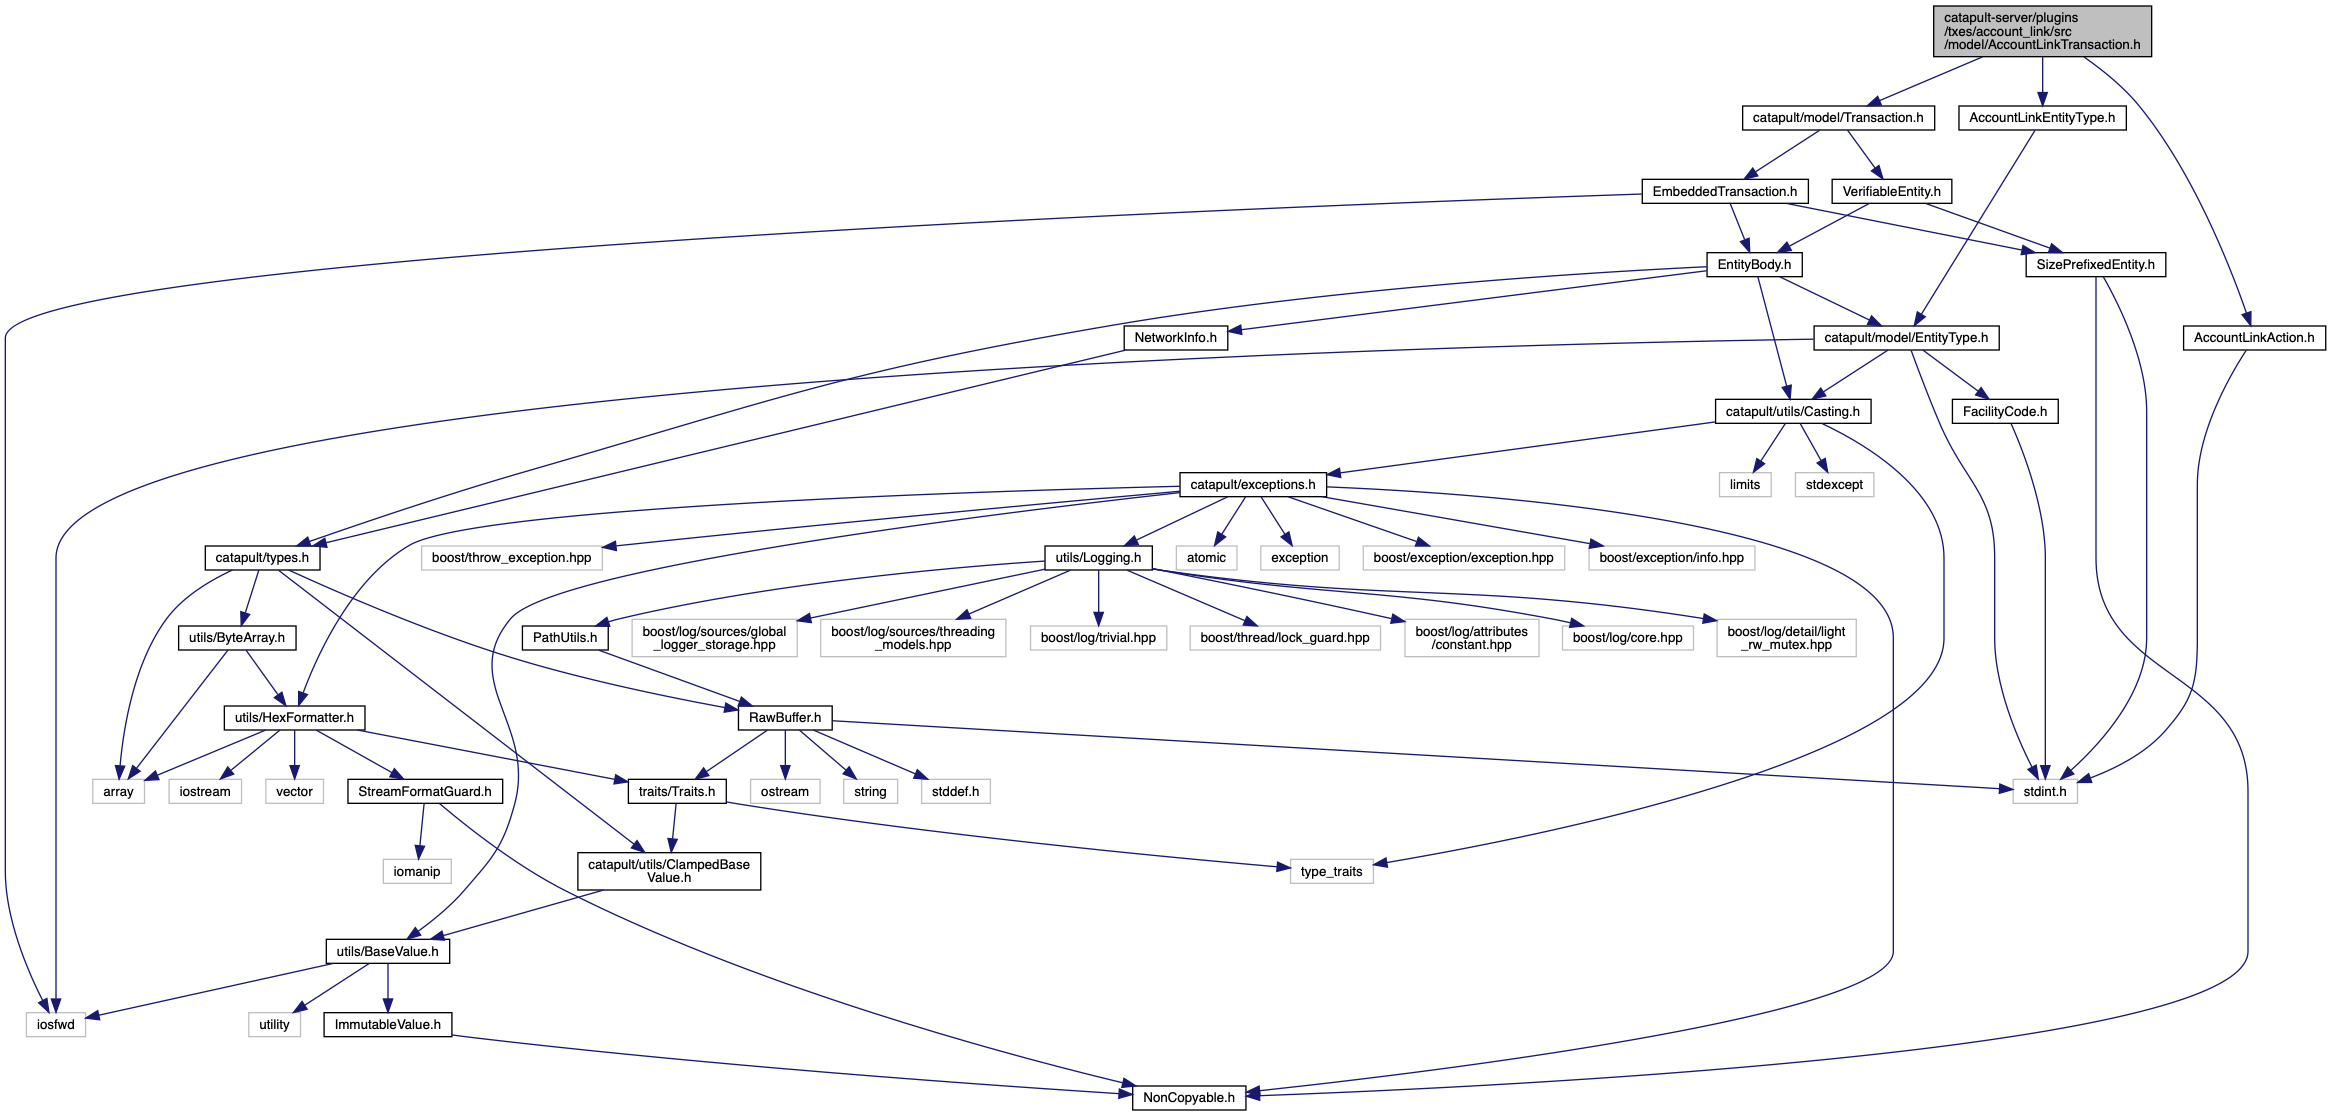 catapult-server/plugins
/txes/account_link/src
/model/AccountLinkTransaction.h
catapult/model/Transaction.h
AccountLinkEntityType.h
EmbeddedTransaction.h
VerifiableEntity.h
EntityBody.h
SizePrefixedEntity.h
NetworkInfo.h
catapult/model/EntityType.h
AccountLinkAction.h
catapult/utils/Casting.h
FacilityCode.h
catapult/exceptions.h
limits
stdexcept
catapult/types.h
boost/throw_exception.hpp
utils/Logging.h
atomic
exception
boost/exception/exception.hpp
boost/exception/info.hpp
utils/ByteArray.h
PathUtils.h
boost/log/sources/global
_logger_storage.hpp
boost/log/sources/threading
_models.hpp
boost/log/trivial.hpp
boost/thread/lock_guard.hpp
boost/log/attributes
/constant.hpp
boost/log/core.hpp
boost/log/detail/light
_rw_mutex.hpp
utils/HexFormatter.h
RawBuffer.h
array
iostream
vector
StreamFormatGuard.h
traits/Traits.h
ostream
string
stddef.h
stdint.h
iomanip
catapult/utils/ClampedBase
Value.h
type_traits
utils/BaseValue.h
iosfwd
utility
ImmutableValue.h
NonCopyable.h